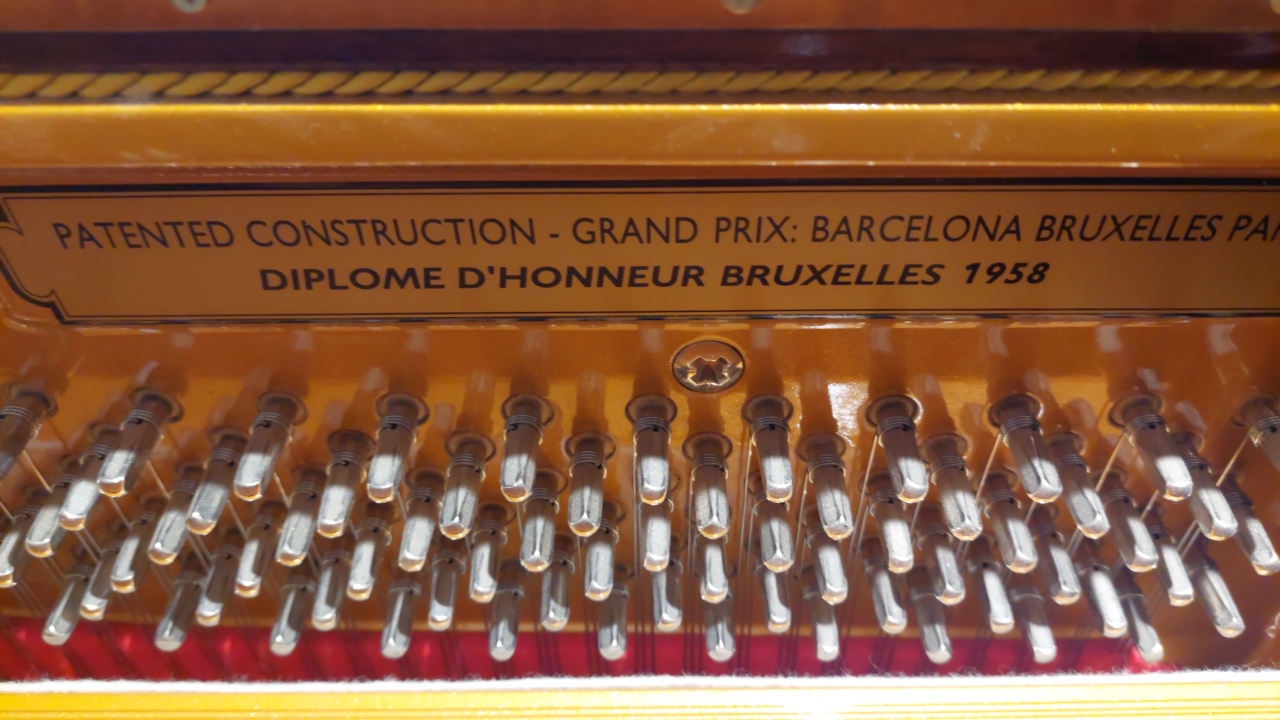 PATENTED CONSTRUCTION - GRAND PRIX: BARCELONA BRUXELLES
DIPLOME D'HONNEUR BRUXELLES 1958